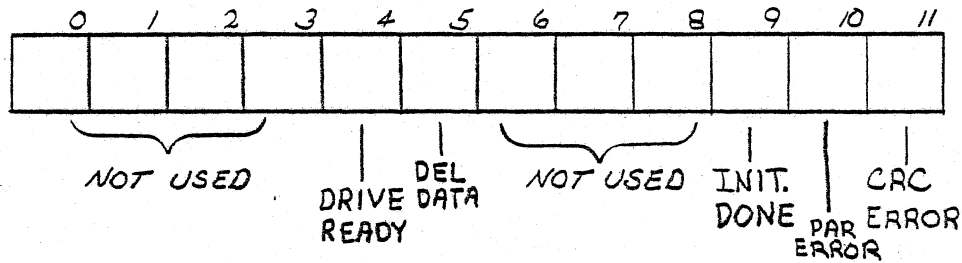 0 1 2 3 4 5 6 7 8 9 10 11
NOT USED
DRIVE
READY
DEL
DATA
NOT USED
INIT.
DONE
PAR
ERROR
CRC
ERROR